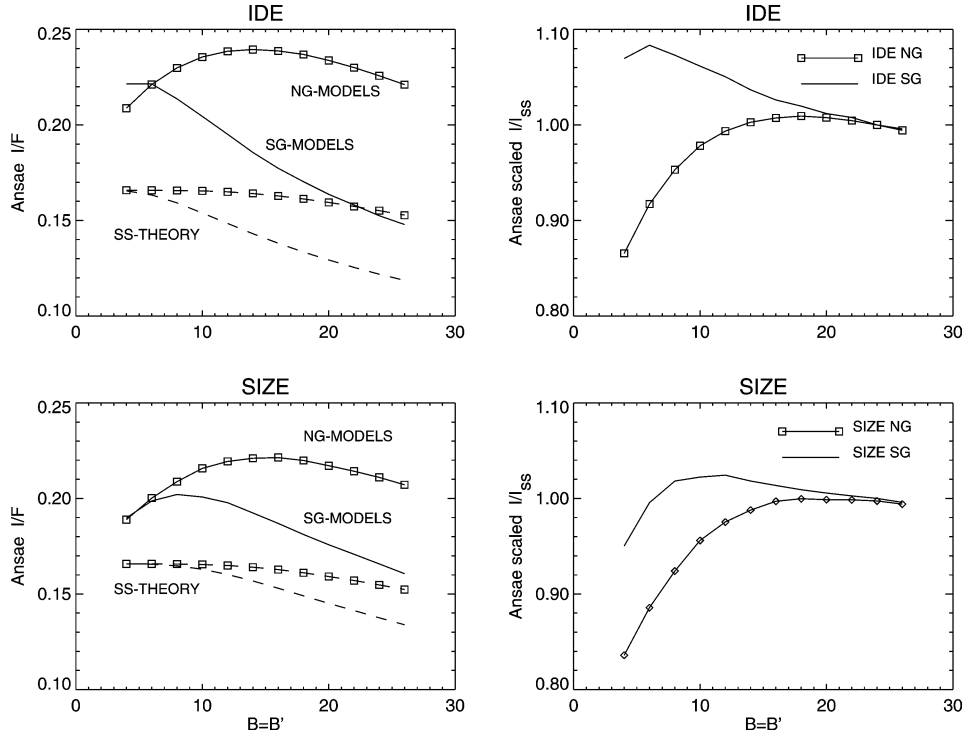 IDE
0.25
0.20
0.15
0.10
Ansae I/F
NG-MODELS
SG-MODELS
SS-THEORY
0 10 20 30
IDE
1.10
1.00
0.90
0.80
Ansae scaled I/Iss
IDE NG
IDE SG
0 10 20 30
SIZE
0.25
0.20
0.15
0.10
Ansae I/F
NG-MODELS
SG-MODELS
SS-THEORY
0 10 20 30
B=B'
SIZE
1.10
1.00
0.90
0.80
Ansae scaled I/Iss
SIZE NG
SIZE SG
0 10 20 30
B=B'